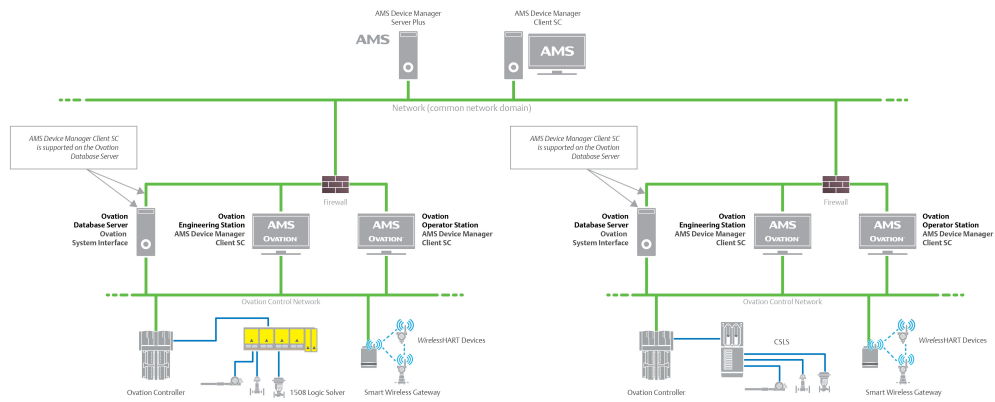 AMS Device Manager
Server Plus
AMS Device Manager
Client SC
AMS
AMS
Network (common network domain)
AMS Device Manager Client SC
is supported on the Ovation
Database Server
AMS Device Manager Client SC
is supported on the Ovation
Database Server
Firewall
Firewall
Ovation
Database Server
Ovation
System Interface
Ovation
Engineering Station
AMS Device Manager
Client SC
AMS
OVATION
AMS
OVATION
Ovation
Operator Station
AMS Device Manager
Client SC
Ovation
Database Server
Ovation
System Interface
Ovation
Engineering Station
AMS Device Manager
Client SC
AMS
OVATION
AMS
OVATION
Ovation
Operator Station
AMS Device Manager
Client SC
Ovation Control Network
Ovation Control Network
WirelessHART Devices
CSLS
WirelessHART Devices
Ovation Controller
1508 Logic Solver
Smart Wireless Gateway
Ovation Controller
Smart Wireless Gateway